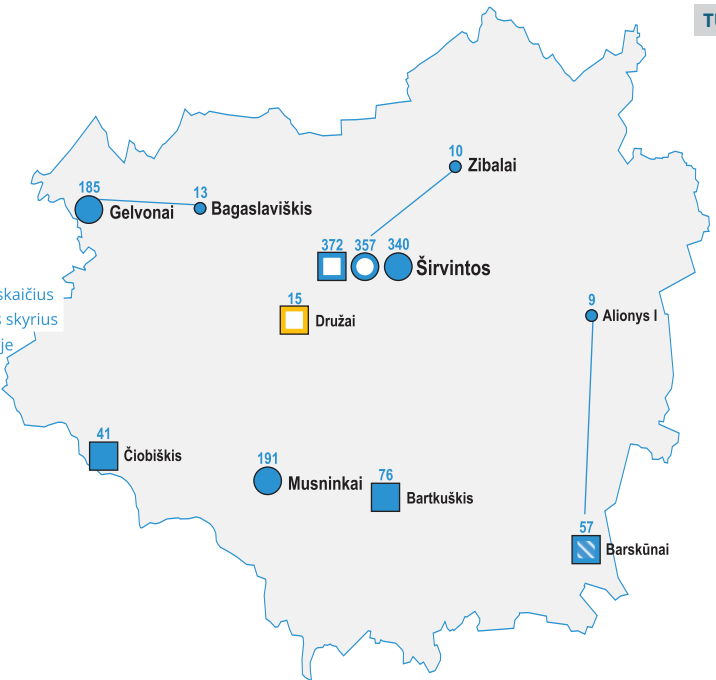 10
Zibalai
185
Gelvonai
13
Bagaslaviškis
372
357
340
Širvintos
skaičius
skyrius
je
15
Družai
9
Alionys I
41
Čiobiškis
191
Musninkai
76
Bartkuškis
57
Barskūnai